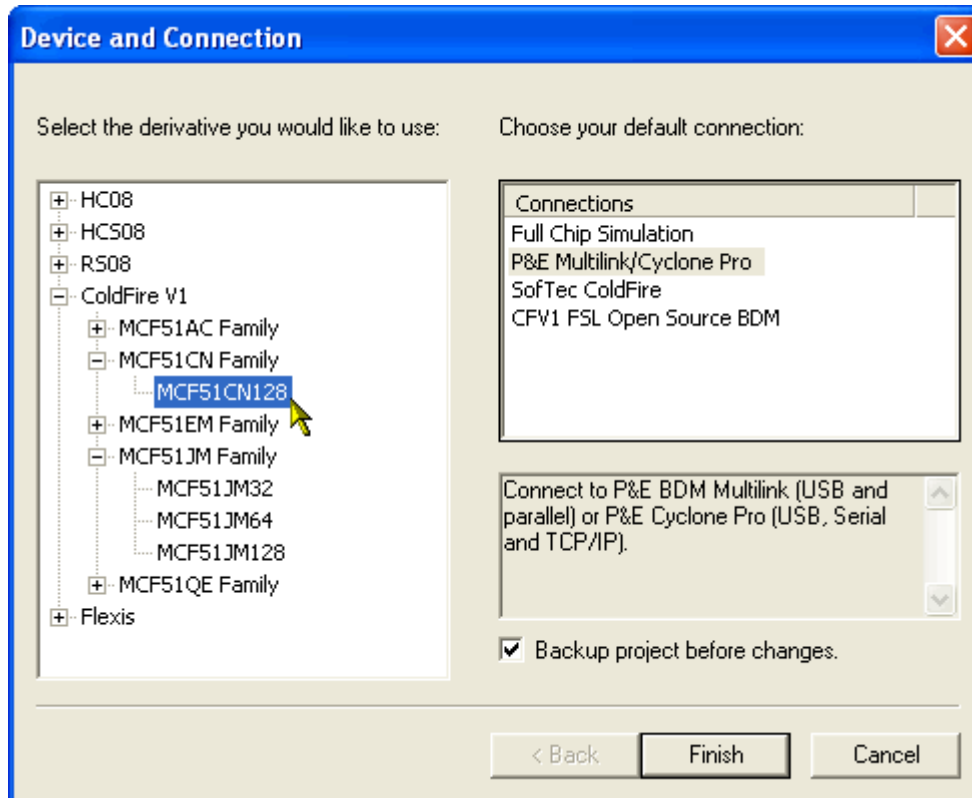 Device and Connection
Select the derivative you would like to use:
HC08
HCS08
RS08
ColdFire V1
MCF51AC Family
MCF51CN Family
MCF51CN128
MCF51EM Family
MCF51JM Family
MCF51JM32
MCF51JM64
MCF51JM128
MCF51QE Family
Flexis
Choose your default connection:
Connections
Full Chip Simulation
P&E Multilink/Cyclone Pro
SofTec ColdFire
CFV1 FSL Open Source BDM
Connect to P&E BDM Multilink (USB and
parallel) or P&E Cyclone Pro (USB, Serial
and TCP/IP).
Backup project before changes.
< Back
Finish
Cancel